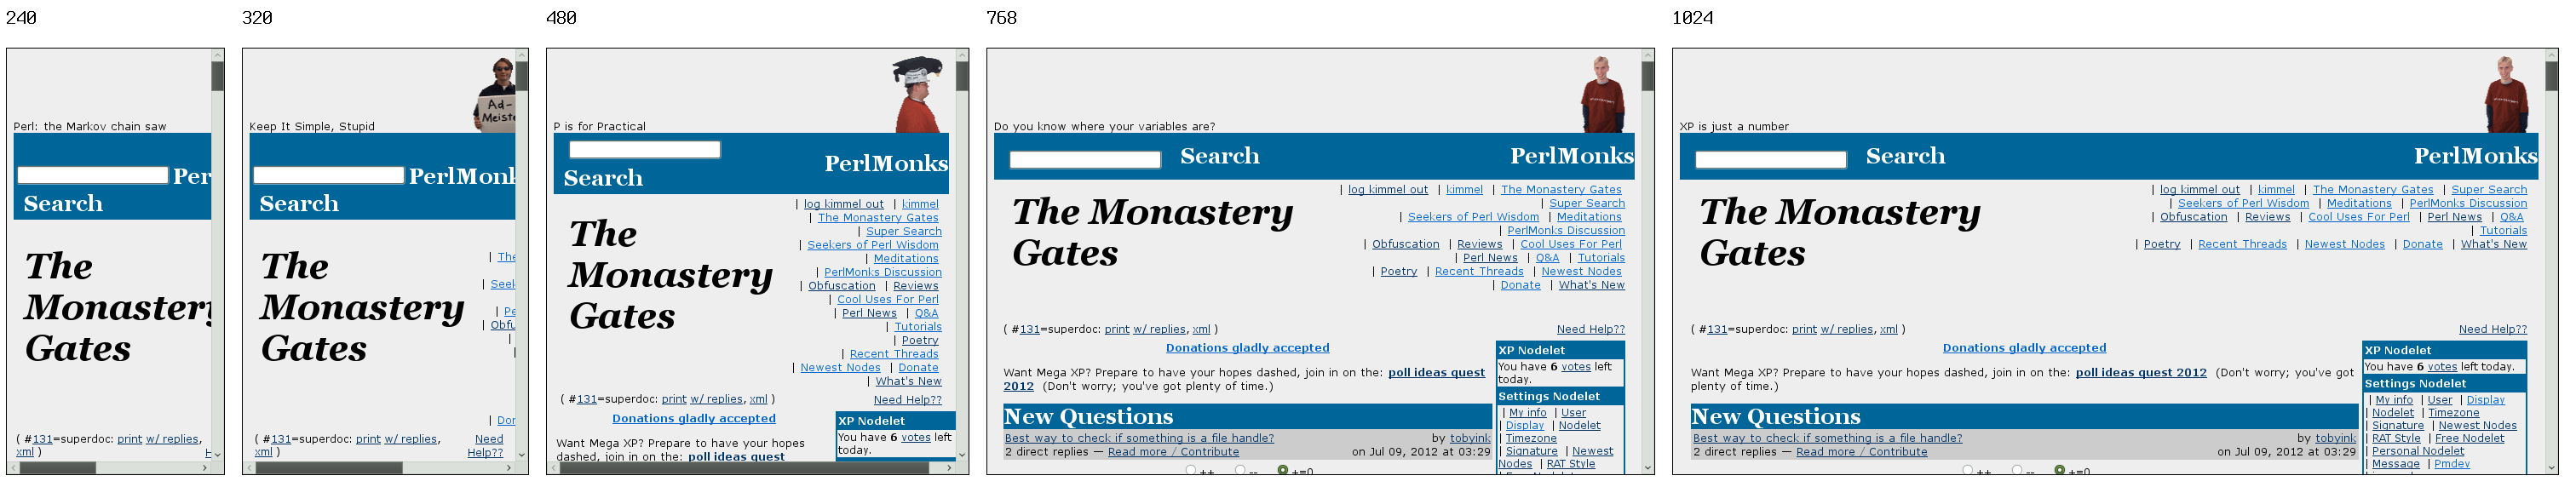 240
Perl: the Markov chain saw
Per
Search
The
Monastery
Gates
( #131=superdoc: print w/ replies,
xml )
H
320
Ad-
Meiste
Keep It Simple, Stupid
PerlMonk
Search
The
Monastery
Gates
| The
| Seek
| Pe
| Obfu
|
|
| Don
( #131=superdoc: print w/ replies,
xml )
Need
Help??
480
P is for Practical
PerlMonks
Search
The
Monastery
Gates
| log kimmel out | kimmel
| The Monastery Gates
| Super Search
| Seekers of Perl Wisdom
| Meditations
| PerlMonks Discussion
| Obfuscation | Reviews
| Cool Uses For Perl
| Perl News | Q&A
| Tutorials
| Poetry
| Recent Threads
| Newest Nodes | Donate
| What's New
( #131=superdoc: print w/ replies, xml )
Need Help??
Donations gladly accepted
Want Mega XP? Prepare to have your hopes
dashed, join in on the: poll ideas quest
XP Nodelet
You have 6 votes left
today.
768
Do you know where your variables are?
Search
PerlMonks
The Monastery
Gates
| log kimmel out | kimmel | The Monastery Gates
| Super Search
| Seekers of Perl Wisdom | Meditations
| PerlMonks Discussion
| Obfuscation | Reviews | Cool Uses For Perl
| Perl News | Q&A | Tutorials
| Poetry | Recent Threads | Newest Nodes
| Donate | What's New
( #131=superdoc: print w/ replies, xml )
Need Help??
Donations gladly accepted
Want Mega XP? Prepare to have your hopes dashed, join in on the: poll ideas quest
2012 (Don't worry; you've got plenty of time.)
New Questions
Best way to check if something is a file handle?
by tobyink
2 direct replies — Read more / Contribute
on Jul 09, 2012 at 03:29
++ -- +=0
XP Nodelet
You have 6 votes left
today.
Settings Nodelet
| My info | User
| Display | Nodelet
| Timezone
| Signature | Newest
Nodes | RAT Style
1024
XP is just a number
Search
PerlMonks
The Monastery
Gates
| log kimmel out | kimmel | The Monastery Gates | Super Search
| Seekers of Perl Wisdom | Meditations | PerlMonks Discussion
| Obfuscation | Reviews | Cool Uses For Perl | Perl News | Q&A
| Tutorials
| Poetry | Recent Threads | Newest Nodes | Donate | What's New
( #131=superdoc: print w/ replies, xml )
Need Help??
Donations gladly accepted
Want Mega XP? Prepare to have your hopes dashed, join in on the: poll ideas quest 2012 (Don't worry; you've got
plenty of time.)
New Questions
Best way to check if something is a file handle?
by tobyink
2 direct replies — Read more / Contribute
on Jul 09, 2012 at 03:29
++ -- +=0
XP Nodelet
You have 6 votes left today.
Settings Nodelet
| My info | User | Display
| Nodelet | Timezone
| Signature | Newest Nodes
| RAT Style | Free Nodelet
| Personal Nodelet
| Message | Pmdev